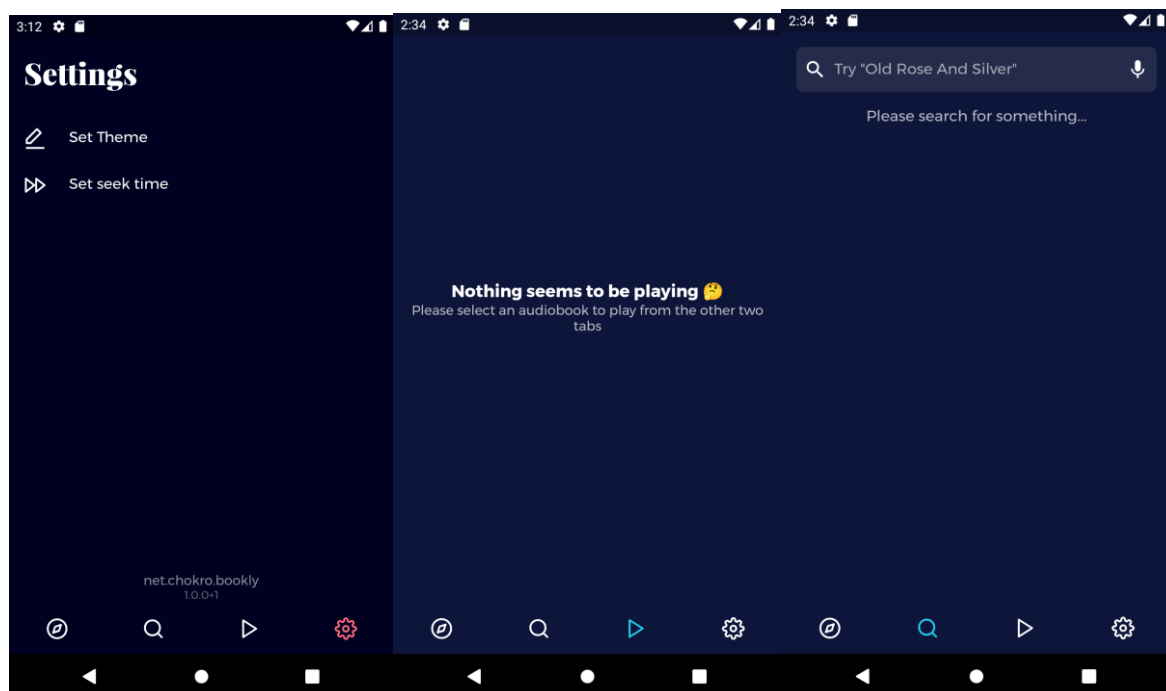 3:12
Settings
Set Theme
Set seek time
net.chokro.bookly
1.0.0+1
2:34
Nothing seems to be playing 🤔
Please select an audiobook to play from the other two
tabs
2:34
Try "Old Rose And Silver"
Please search for something...